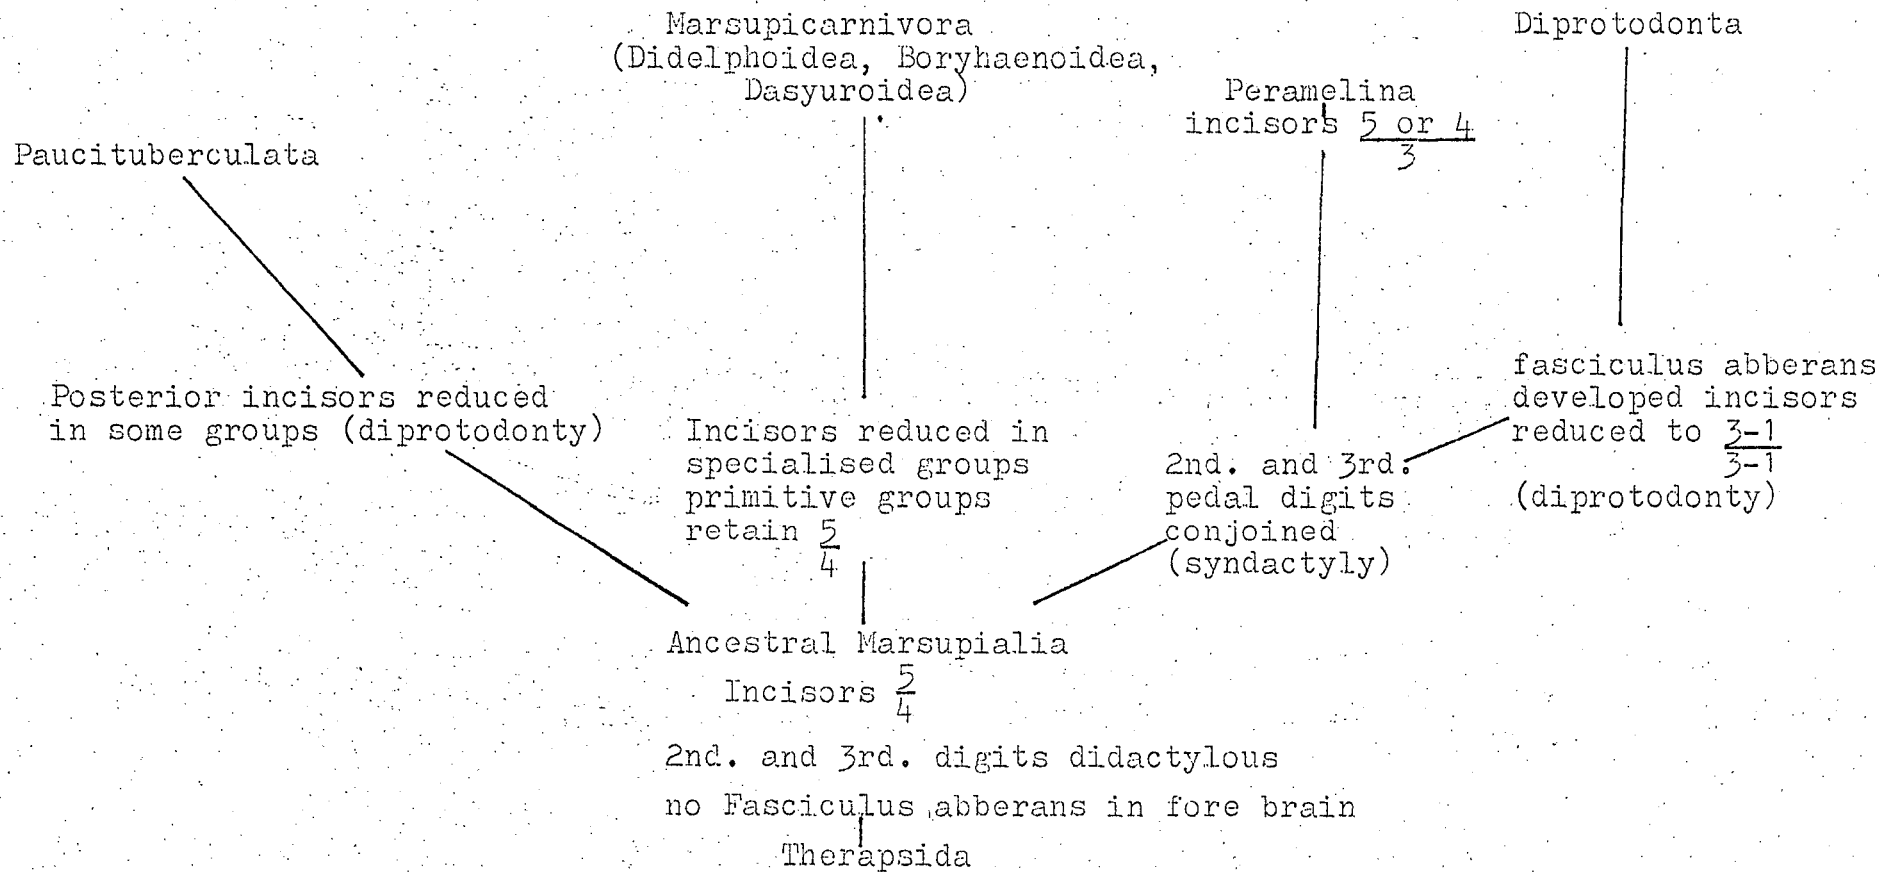 Marsupicarnivora
(Didelphoidea, Boryhaenoidea,
Dasyuroidea)
Diprotodonta
Peramelina
incisors 5 or 4
3
Paucituberculata
Posterior incisors reduced
in some groups (diprotodonty)
Incisors reduced in
specialised groups
primitive groups
retain 5
4
2nd. and 3rd.
pedal digits
conjoined
(syndactyly)
fasciculus abberans
developed incisors
reduced to 3-1
3-1
(diprotodonty)
Ancestral Marsupialia
Incisors 5
4
2nd. and 3rd. digits didactylous
no Fasciculus abberans in fore brain
Therapsida